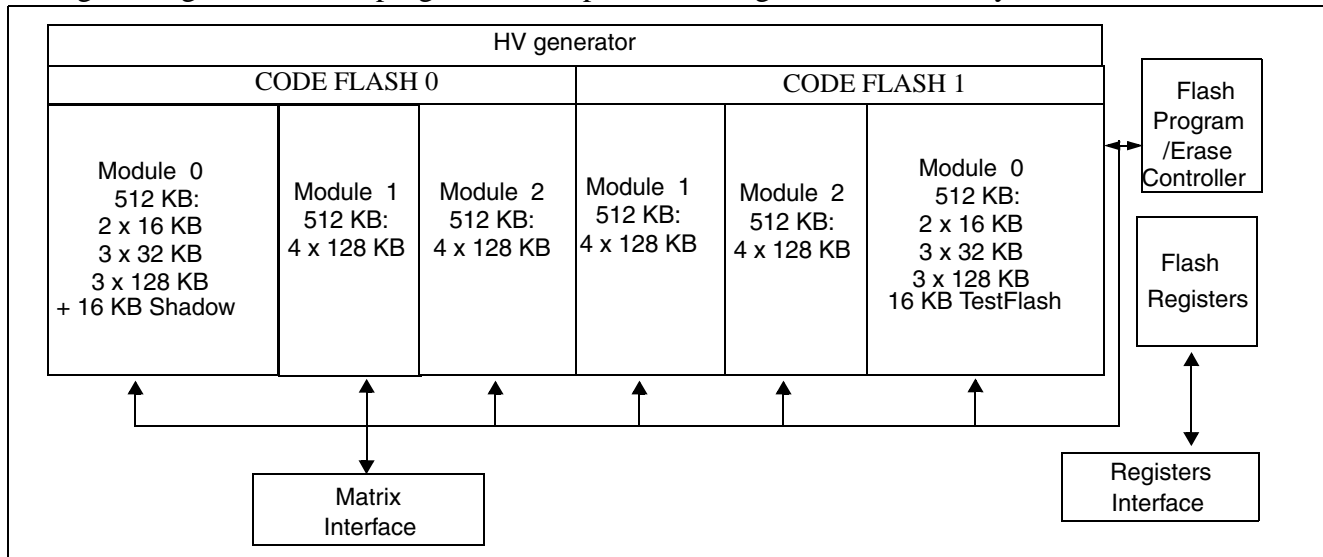 HV generator
CODE FLASH 0
CODE FLASH 1
Module 0
512 KB:
2 x 16 KB
3 x 32 KB
3 x 128 KB
+ 16 KB Shadow
Module 1
512 KB:
4 x 128 KB
Module 2
512 KB:
4 x 128 KB
Module 1
512 KB:
4 x 128 KB
Module 2
512 KB:
4 x 128 KB
Module 0
512 KB:
2 x 16 KB
3 x 32 KB
3 x 128 KB
16 KB TestFlash
Flash
Program
/Erase
Controller
Flash
Registers
Matrix
Interface
Registers
Interface